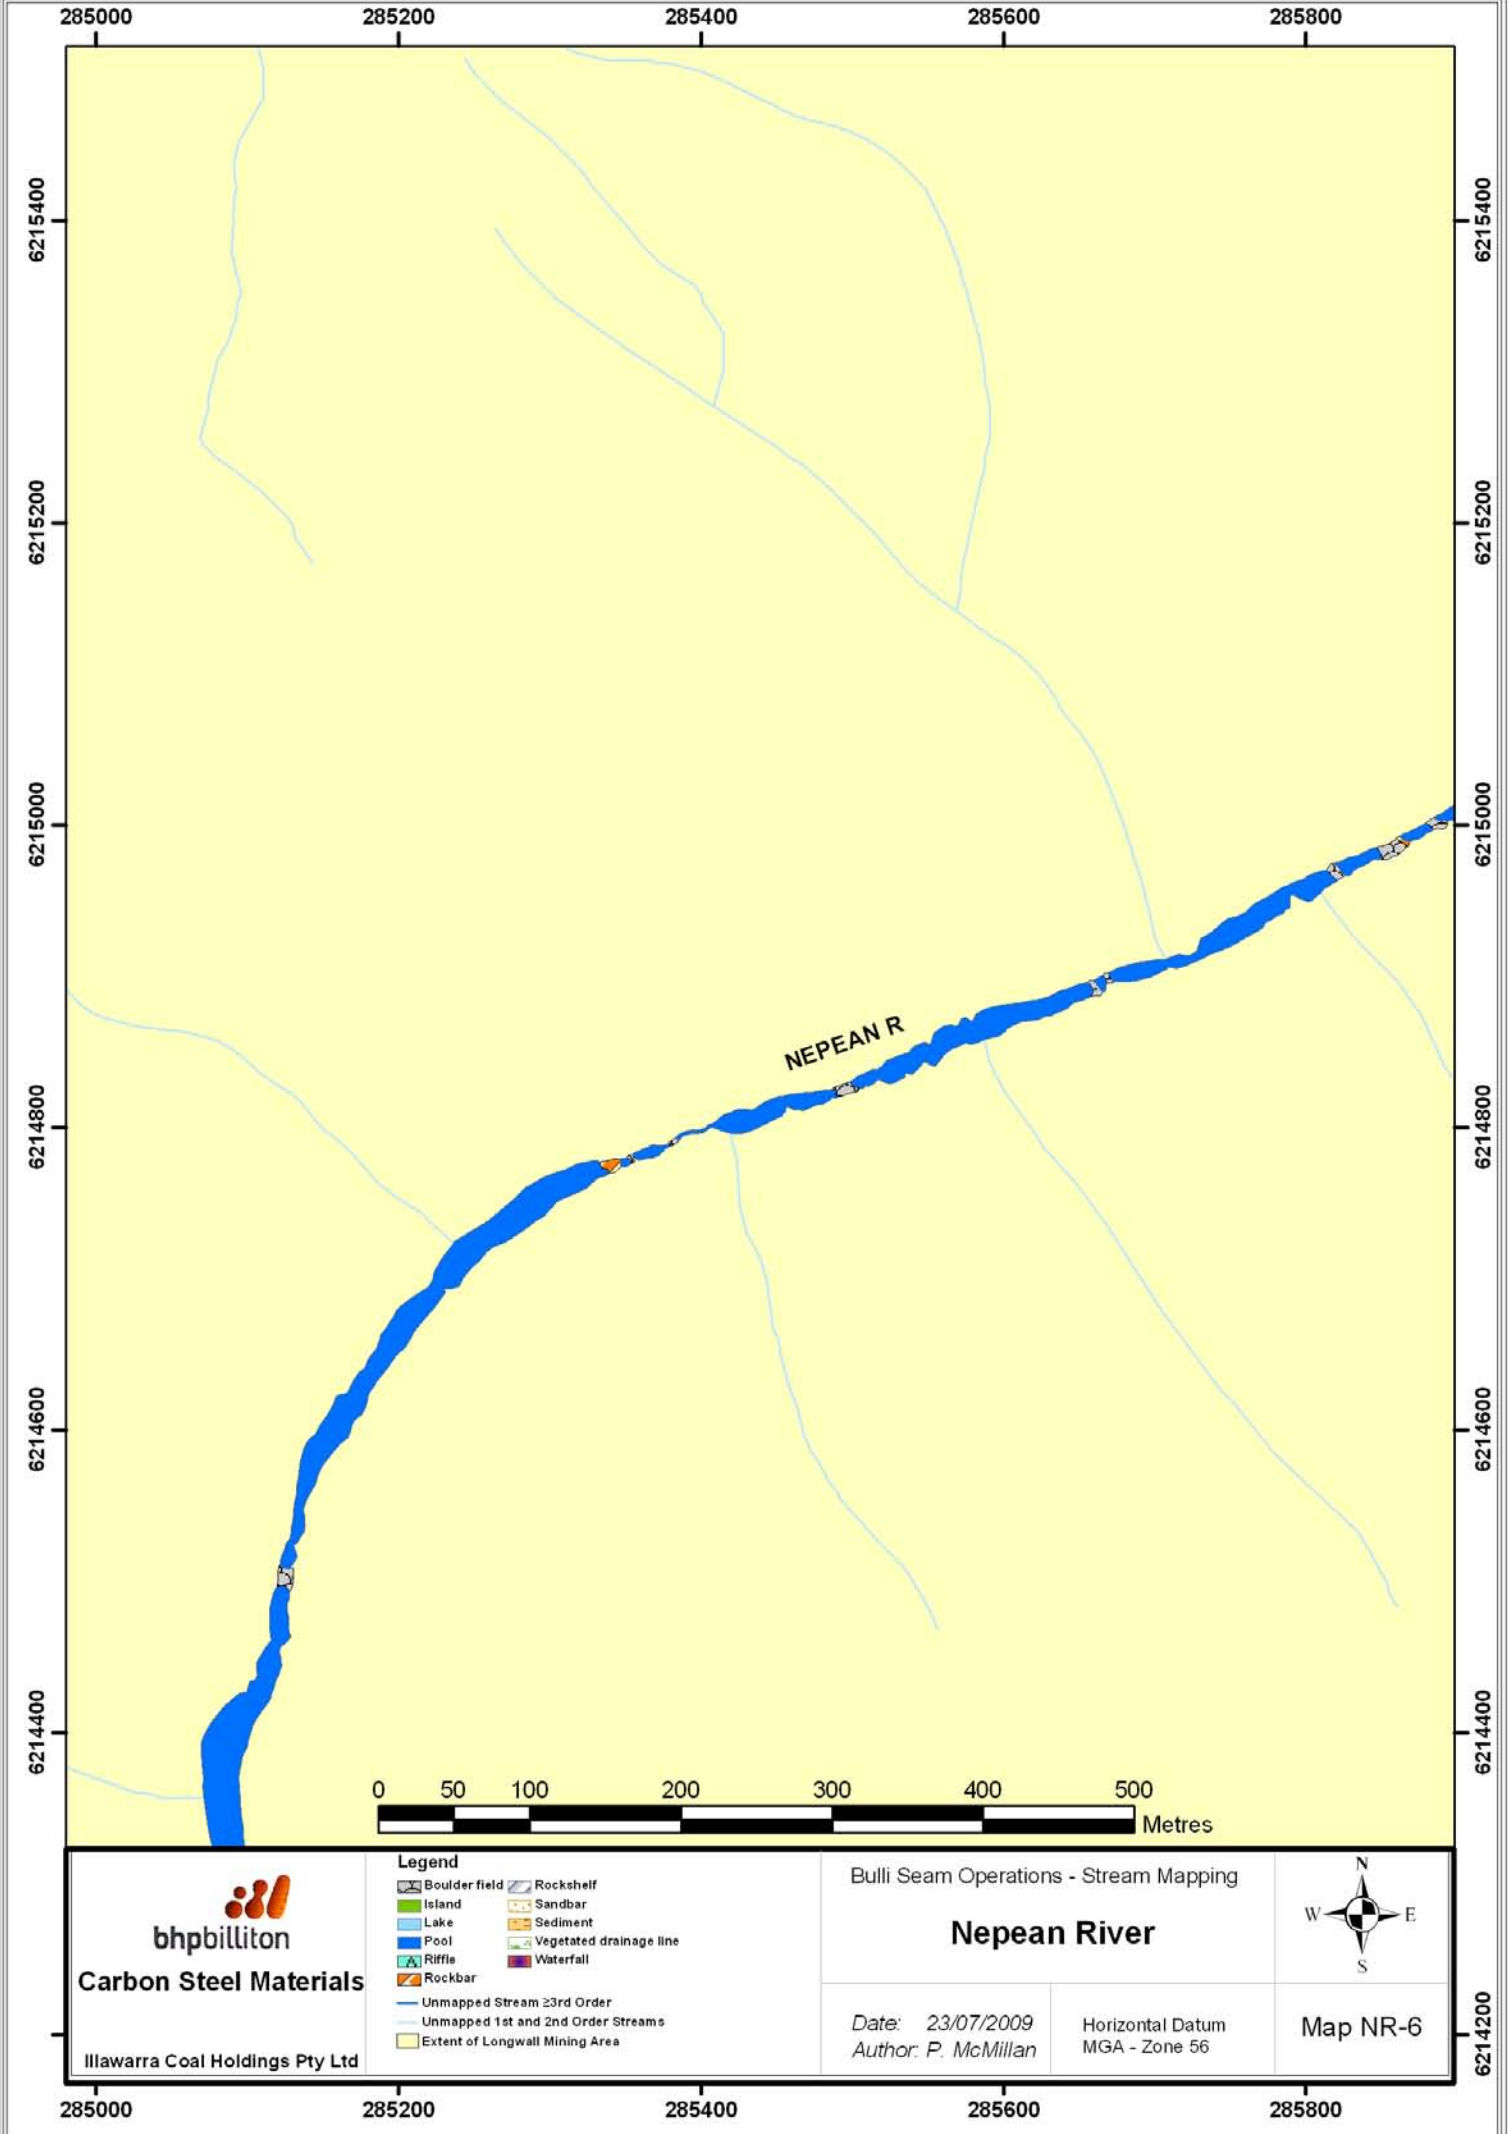 285000 285200 285400 285600 285800
6215400 6215400
6215200 6215200
6215000 6215000
NEPEAN R
6214800 6214800
6214600 6214600
6214400 6214400
0 50 100 200 300 400 500
Metres
bhpbilliton
Carbon Steel Materials
Illawarra Coal Holdings Pty Ltd
Legend
Boulder field Rockshelf
Island Sandbar
Lake Sediment
Pool Vegetated drainage line
Riffle Waterfall
Rockbar
Unmapped Stream ≥3rd Order
Unmapped 1st and 2nd Order Streams
Extent of Longwall Mining Area
Bulli Seam Operations - Stream Mapping
Nepean River
Date: 23/07/2009
Author: P. McMillan
Horizontal Datum
MGA - Zone 56
N
W E
S
Map NR-6
6214200
285000 285200 285400 285600 285800